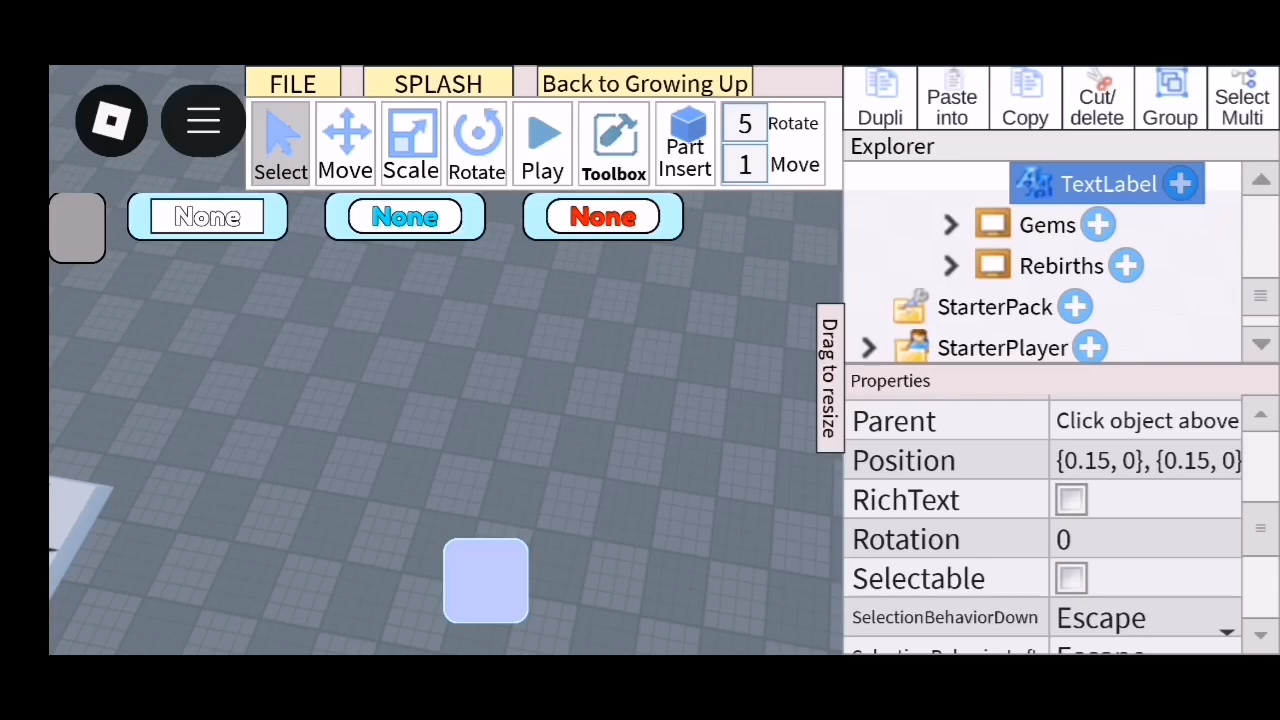 FILE
SPLASH
Back to Growing Up
Select
Move
Scale
Rotate
Play
Toolbox
Part
Insert
5
Rotate
1
Move
Dupli
Paste
into
Copy
Cut/
delete
Group
Select
Multi
None
None
None
Drag to resize
Explorer
TextLabel
Gems
Rebirths
StarterPack
StarterPlayer
Properties
Parent
Click object above
Position
{0.15, 0}, {0.15, 0}
RichText
Rotation
0
Selectable
SelectionBehaviorDown
Escape